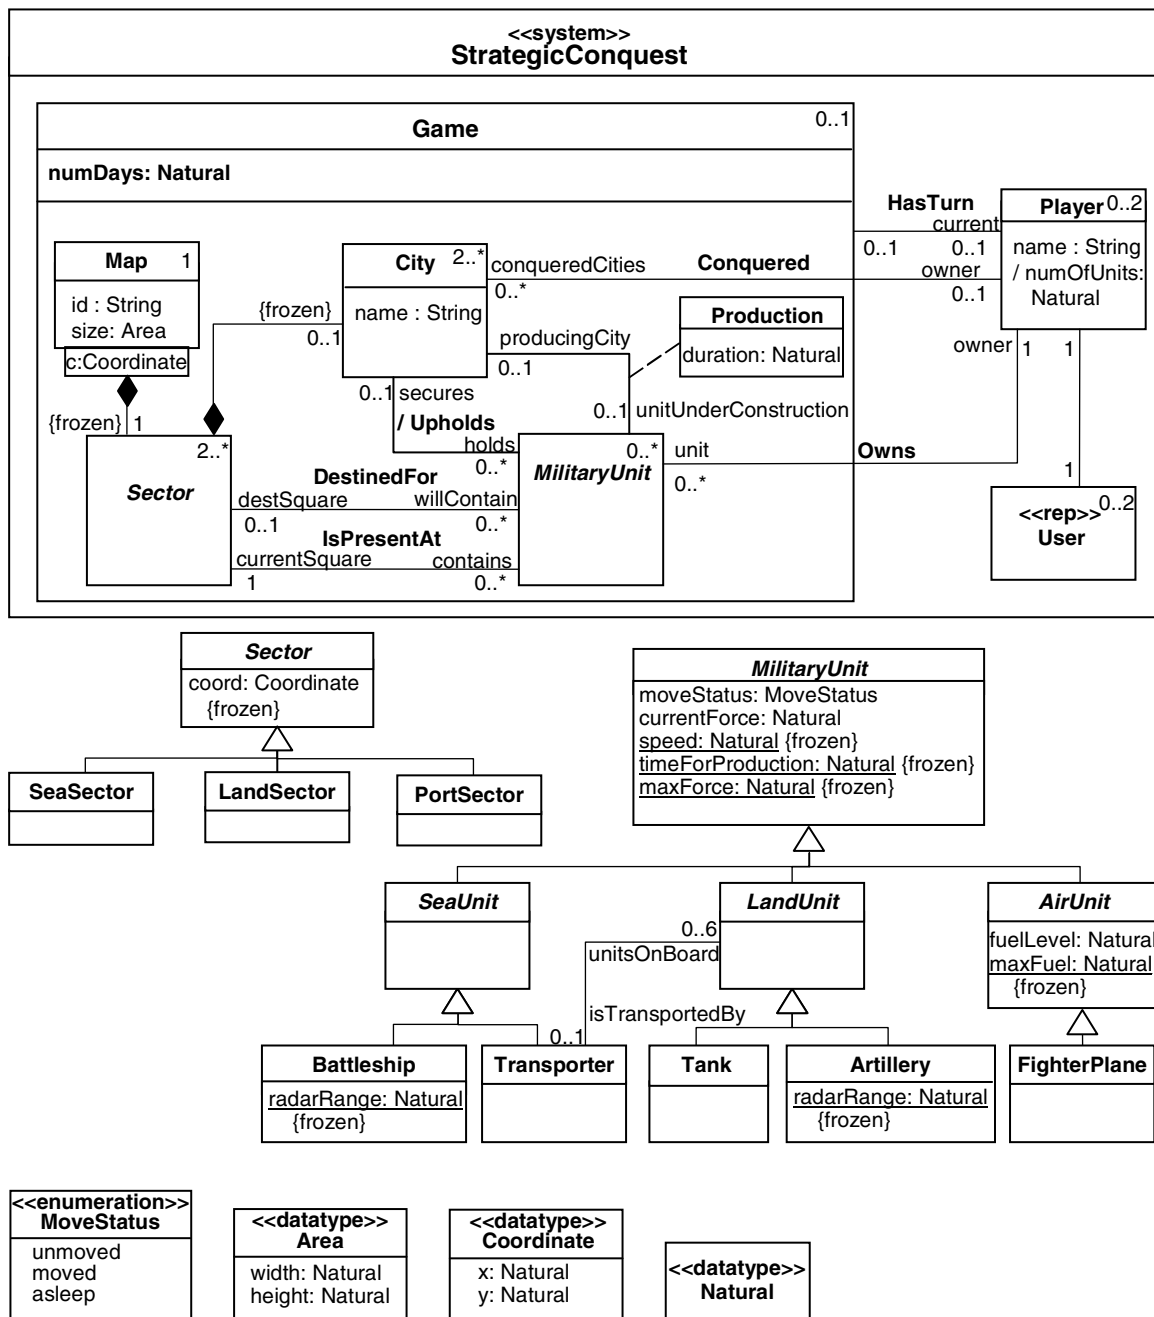 <<system>>
StrategicConquest
Game
0..1
numDays: Natural
Map 1
id : String
size: Area
c:Coordinate
{frozen}
1
City 2..*
name : String
{frozen}
0..1
conqueredCities
0..*
Conquered
owner
0..1
HasTurn
current
0..1
0..1
Player 0..2
name : String
/ numOfUnits:
Natural
Production
duration: Natural
producingCity
0..1
0..1
unitUnderConstruction
0..1
secures
/ Upholds
holds
0..*
Sector
2..*
MilitaryUnit
0..*
DestinedFor
destSquare
willContain
0..1
0..*
IsPresentAt
currentSquare
contains
1
0..*
unit
0..*
Owns
owner
1
1
1
<<rep>> 0..2
User
Sector
coord: Coordinate
{frozen}
SeaSector
LandSector
PortSector
MilitaryUnit
moveStatus: MoveStatus
currentForce: Natural
speed: Natural {frozen}
timeForProduction: Natural {frozen}
maxForce: Natural {frozen}
SeaUnit
LandUnit
AirUnit
fuelLevel: Natural
maxFuel: Natural
{frozen}
0..6
unitsOnBoard
isTransportedBy
0..1
Battleship
radarRange: Natural
{frozen}
Transporter
Tank
Artillery
radarRange: Natural
{frozen}
FighterPlane
<<enumeration>>
MoveStatus
unmoved
moved
asleep
<<datatype>>
Area
width: Natural
height: Natural
<<datatype>>
Coordinate
x: Natural
y: Natural
<<datatype>>
Natural